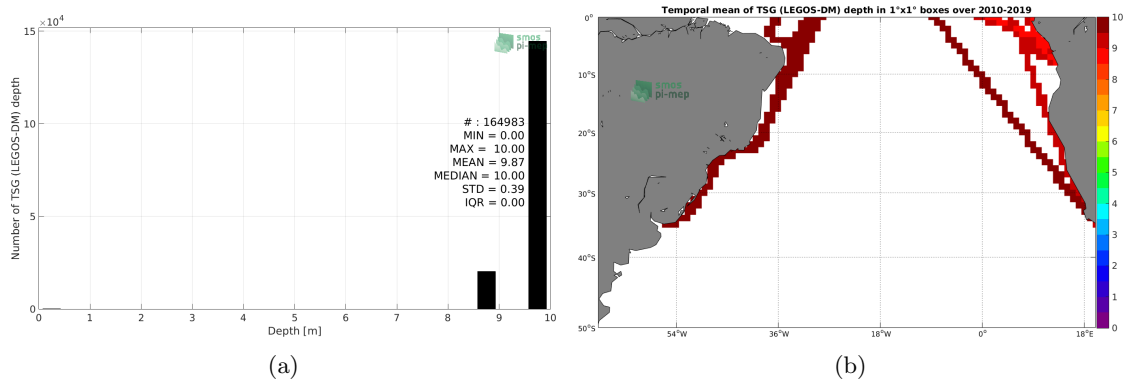 ×10⁴
15
10
5
0
Number of TSG (LEGOS-DM) depth
smos
pi-mep
# : 164983
MIN = 0.00
MAX = 10.00
MEAN = 9.87
MEDIAN = 10.00
STD = 0.39
IQR = 0.00
0 1 2 3 4 5 6 7 8 9 10
Depth [m]
(a)
Temporal mean of TSG (LEGOS-DM) depth in 1°x1° boxes over 2010-2019
0°
10°S
20°S
30°S
40°S
50°S
smos
pi-mep
54°W 36°W 18°W 0° 18°E
10
9
8
7
6
5
4
3
2
1
0
(b)